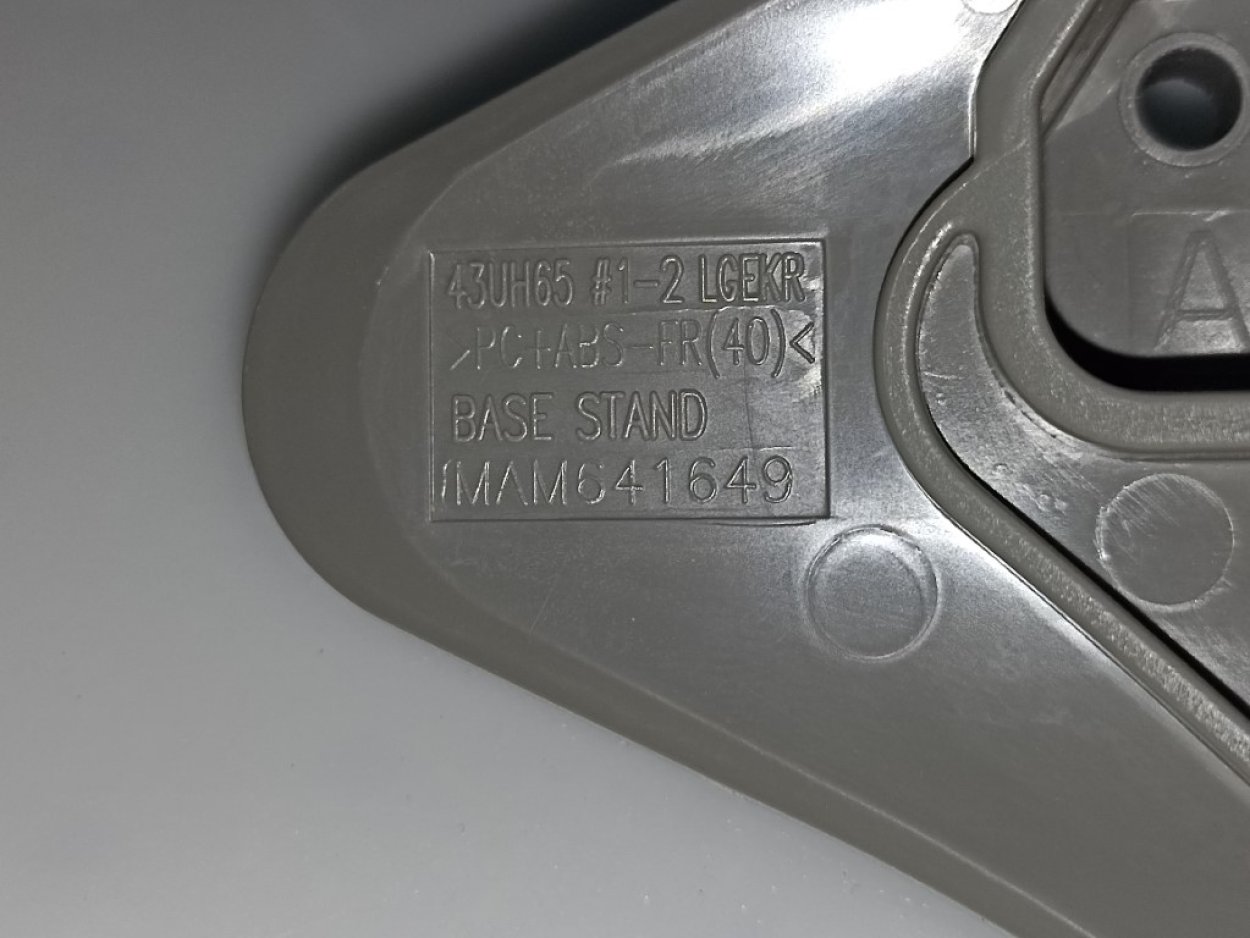 43UH65 #1-2 LGEKR
>PC+ABS-FR(40)<
BASE STAND
MAM641649
A